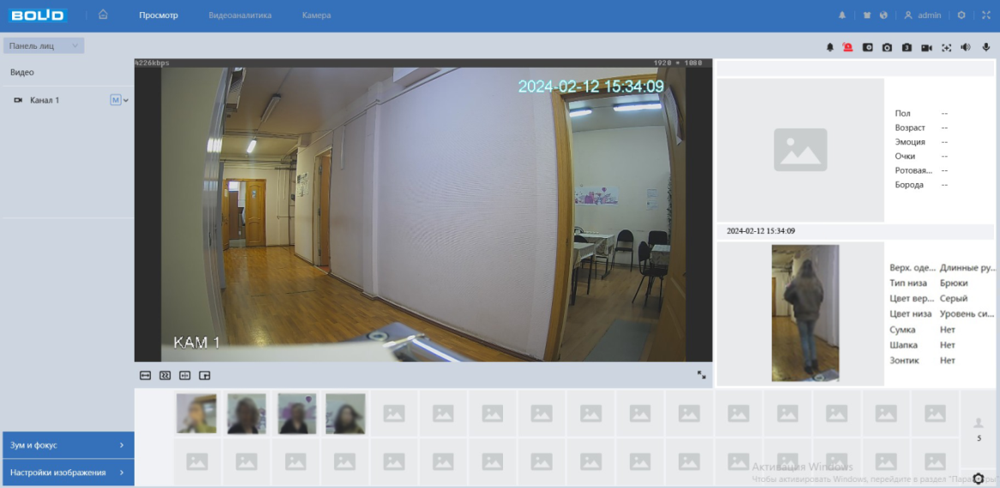 BOLID Просмотр Видеоаналитика Камера admin
Панель лиц
Видео
Канал 1 M
4226kbps 1920 * 1080
2024-02-12 15:34:09
КАМ 1
Пол --
Возраст --
Эмоция --
Очки --
Ротовая... --
Борода --
2024-02-12 15:34:09
Верх. оде... Длинные ру...
Тип низа Брюки
Цвет вер... Серый
Цвет низа Уровень си...
Сумка Нет
Шапка Нет
Зонтик Нет
5
Зум и фокус
Настройки изображения
Активация Windows
Чтобы активировать Windows, перейдите в раздел "Параметры